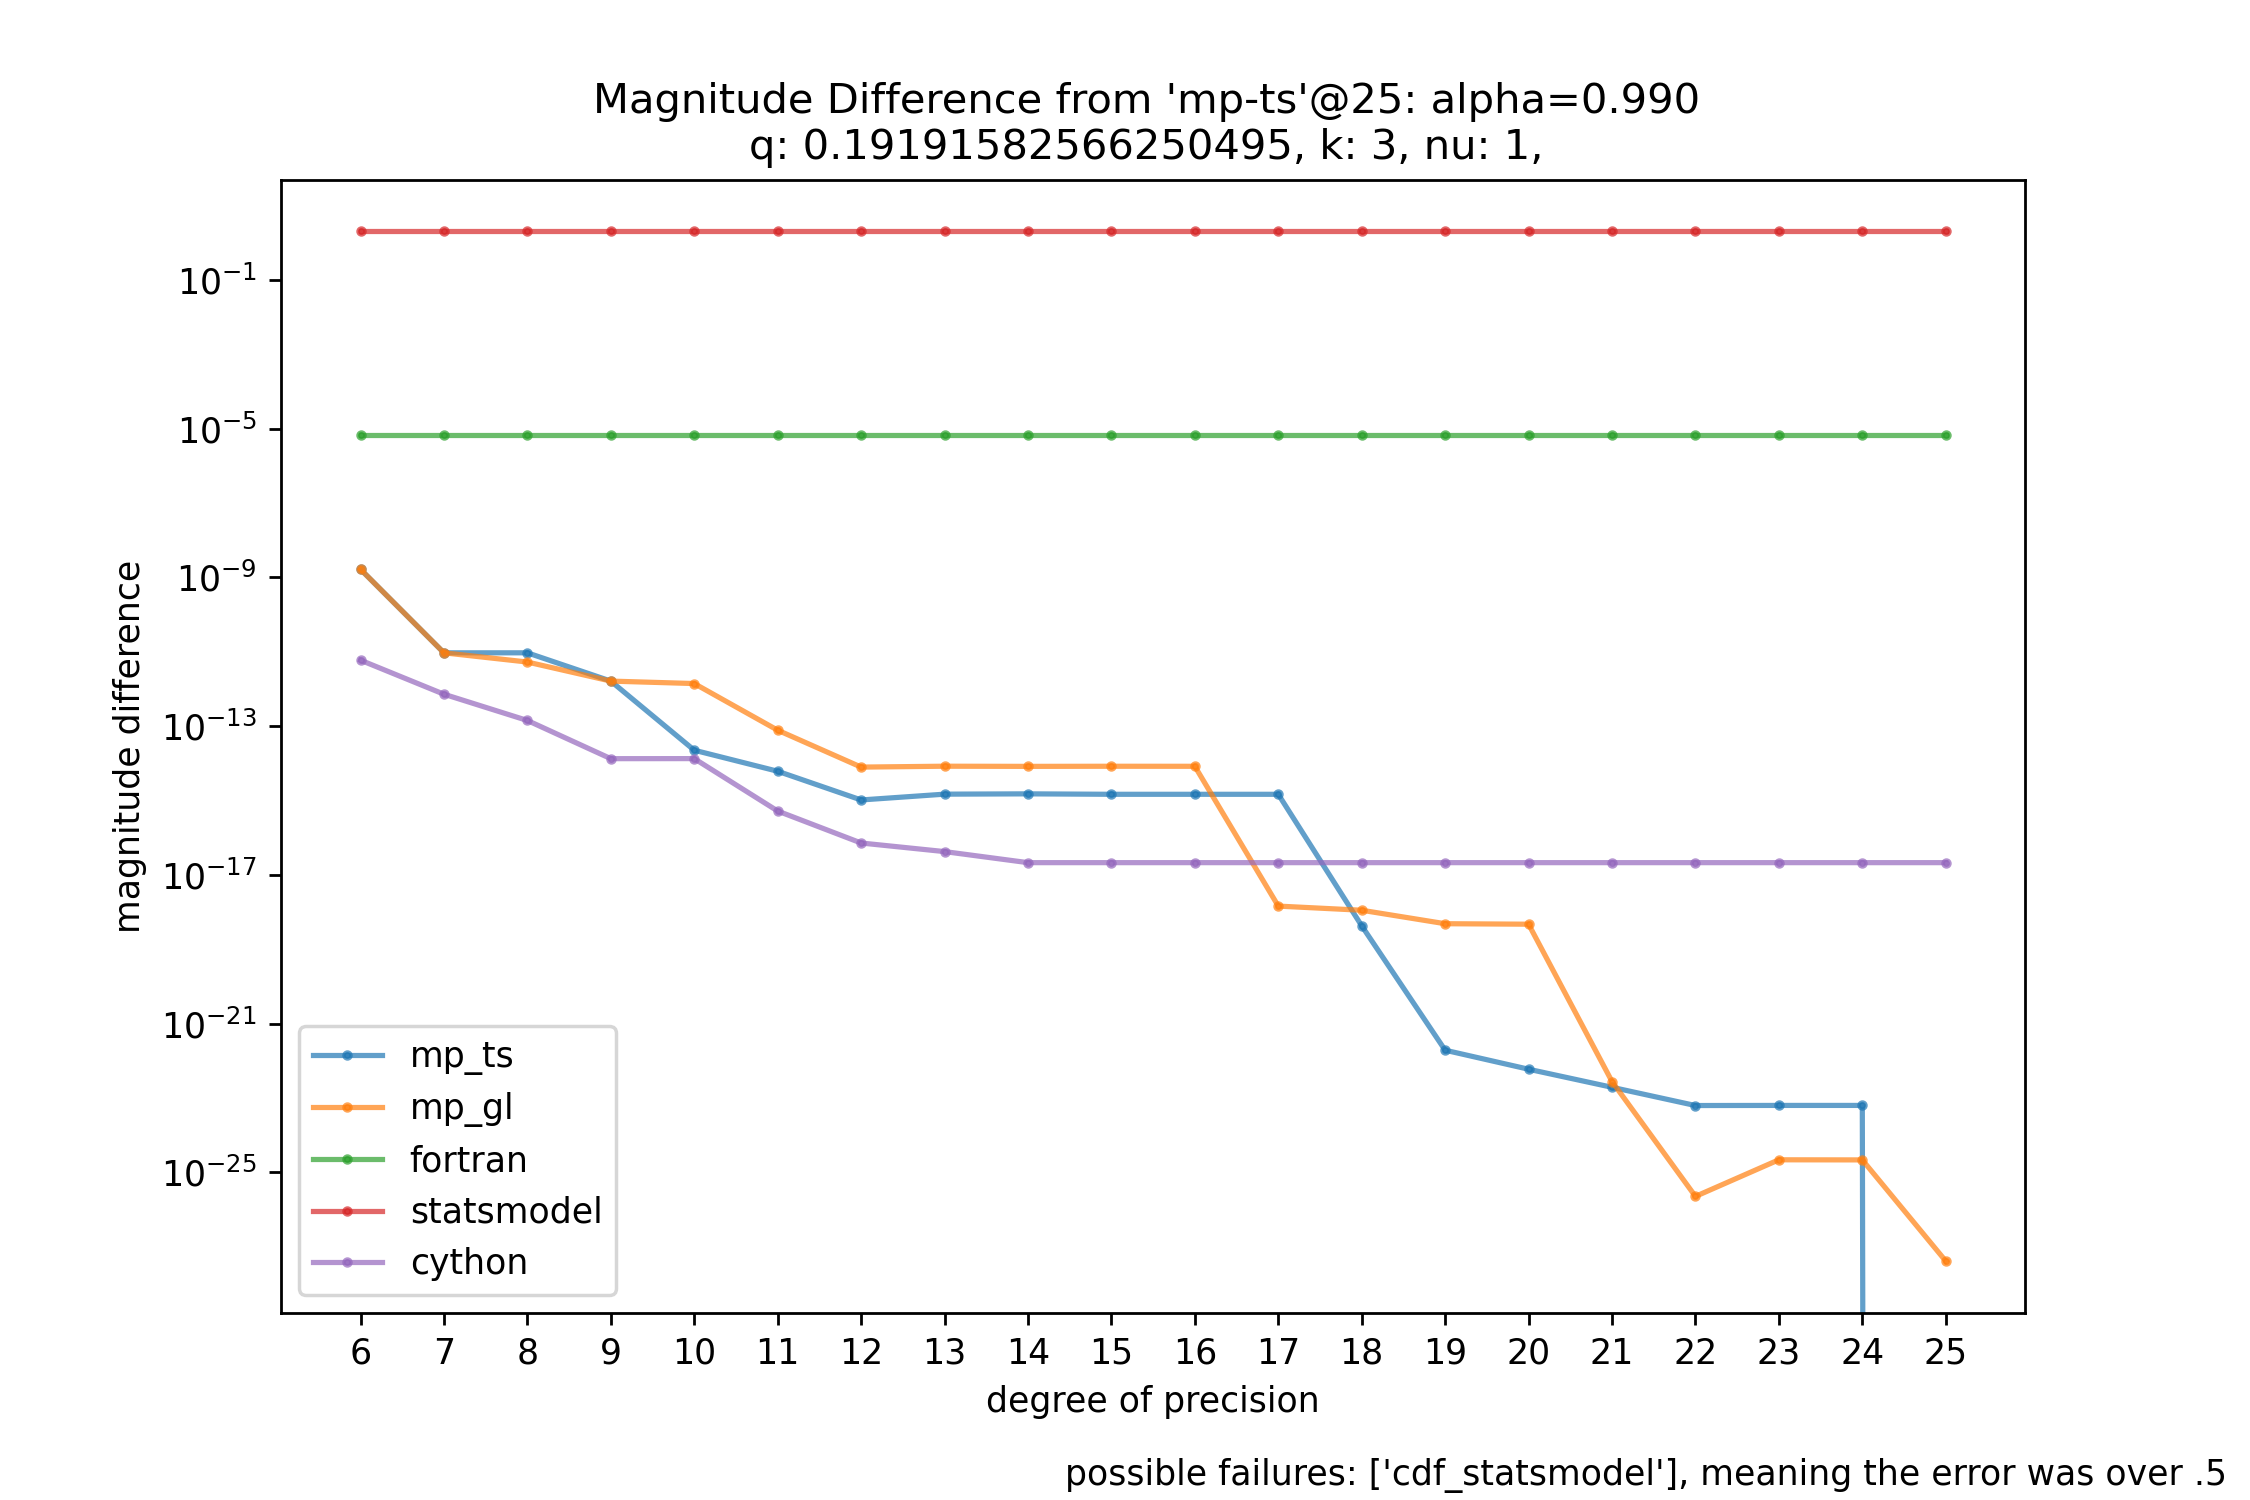 Magnitude Difference from 'mp-ts'@25: alpha=0.990
q: 0.19191582566250495, k: 3, nu: 1,
magnitude difference
10⁻¹
10⁻⁵
10⁻⁹
10⁻¹³
10⁻¹⁷
10⁻²¹
10⁻²⁵
mp_ts
mp_gl
fortran
statsmodel
cython
6 7 8 9 10 11 12 13 14 15 16 17 18 19 20 21 22 23 24 25
degree of precision
possible failures: ['cdf_statsmodel'], meaning the error was over .5